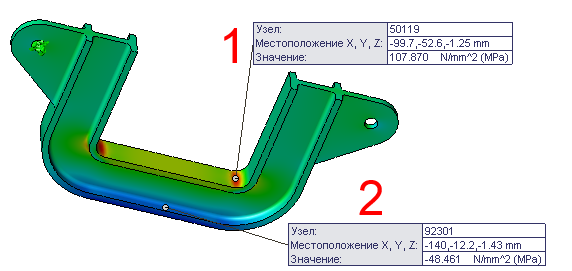 1
Узел: 50119
Местоположение X, Y, Z: -99.7,-52.6,-1.25 mm
Значение: 107.870 N/mm^2 (MPa)
2
Узел: 92301
Местоположение X, Y, Z: -140,-12.2,-1.43 mm
Значение: -48.461 N/mm^2 (MPa)